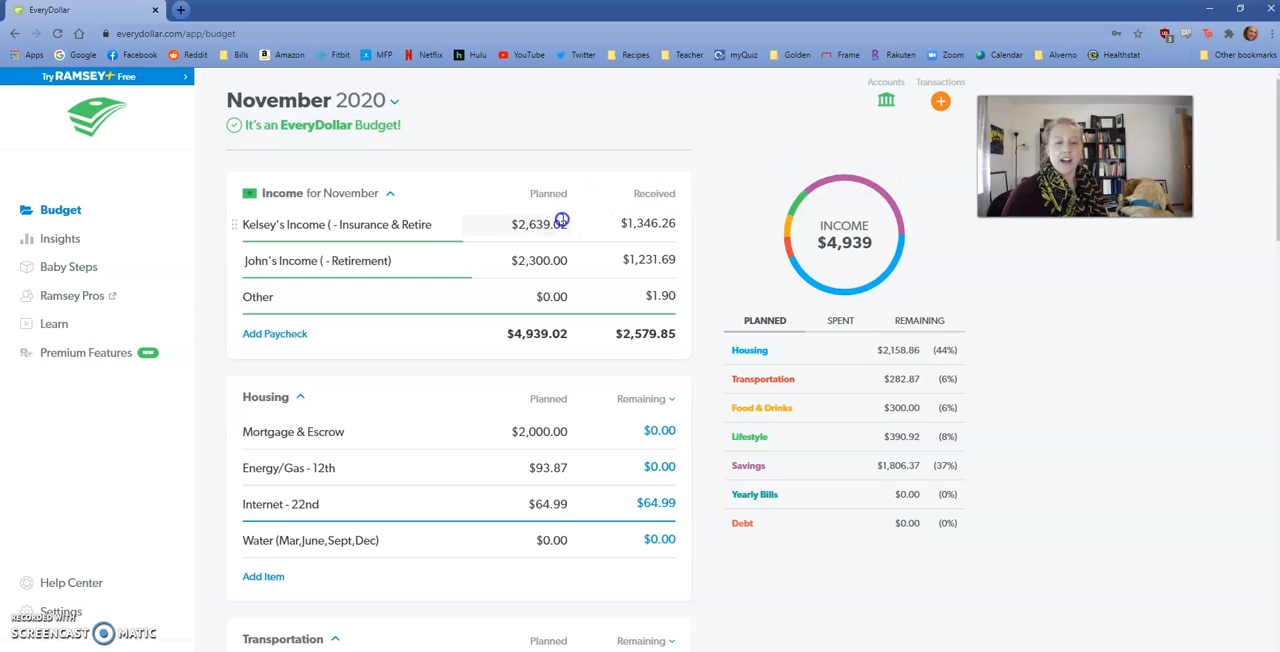 EveryDollar
everydollar.com/app/budget
Apps Google Facebook Reddit Bills Amazon Fitbit MFP Netflix Hulu YouTube Twitter Recipes Teacher myQuiz Golden Frame Rakuten Zoom Calendar Alverno Healthstat Other bookmarks
Try RAMSEY+ Free
November 2020
Accounts Transactions
It's an EveryDollar Budget!
Budget
Insights
Baby Steps
Ramsey Pros
Learn
Premium Features NEW
Help Center
Settings
RECORDED WITH
SCREENCAST MATIC
Income for November Planned Received
Kelsey's Income ( - Insurance & Retire $2,639.02 $1,346.26
John's Income ( - Retirement) $2,300.00 $1,231.69
Other $0.00 $1.90
Add Paycheck $4,939.02 $2,579.85
Housing Planned Remaining
Mortgage & Escrow $2,000.00 $0.00
Energy/Gas - 12th $93.87 $0.00
Internet - 22nd $64.99 $64.99
Water (Mar,June,Sept,Dec) $0.00 $0.00
Add Item
Transportation Planned Remaining
INCOME
$4,939
PLANNED SPENT REMAINING
Housing $2,158.86 (44%)
Transportation $282.87 (6%)
Food & Drinks $300.00 (6%)
Lifestyle $390.92 (8%)
Savings $1,806.37 (37%)
Yearly Bills $0.00 (0%)
Debt $0.00 (0%)